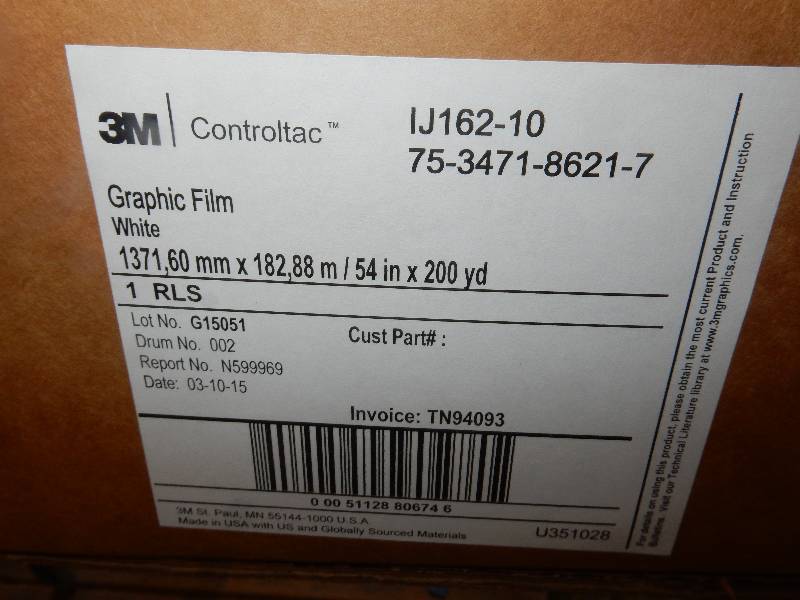 3M Controltac™
IJ162-10
75-3471-8621-7
Graphic Film
White
1371,60 mm x 182,88 m / 54 in x 200 yd
1 RLS
Lot No. G15051
Drum No. 002
Report No. N599969
Date: 03-10-15
Cust Part# :
Invoice: TN94093
0 00 51128 80674 6
3M St. Paul, MN 55144-1000 U.S.A
Made in USA with US and Globally Sourced Materials
U351028
For details on using this product, please obtain the most current Product and Instruction
Bulletins. Visit our Technical Literature library at www.3mgraphics.com.